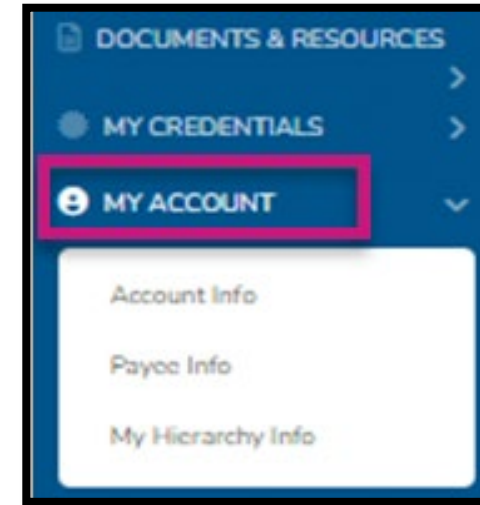 DOCUMENTS & RESOURCES
MY CREDENTIALS
MY ACCOUNT
Account Info
Payee Info
My Hierarchy Info